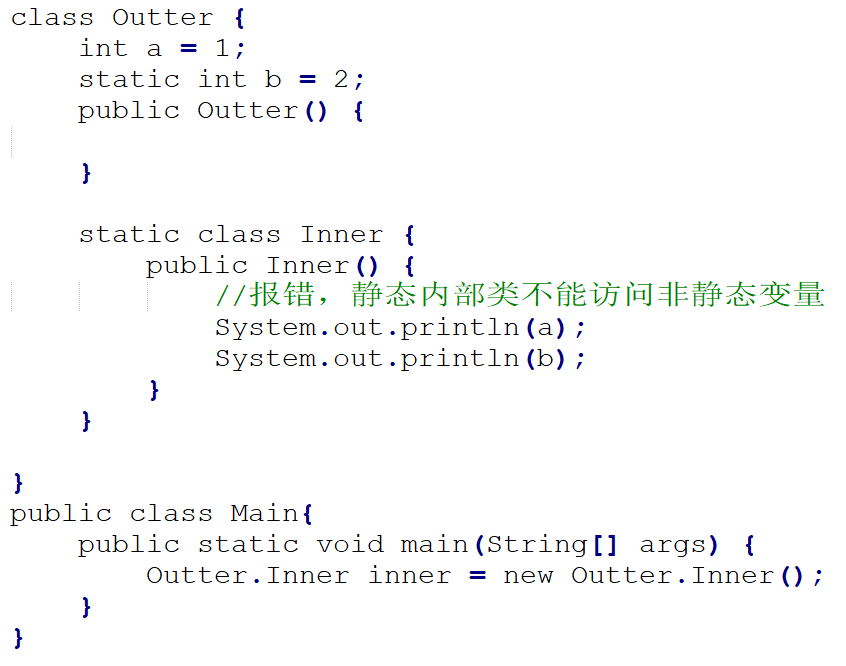 class Outter {
    int a = 1;
    static int b = 2;
    public Outter() {

    }

    static class Inner {
        public Inner() {
            //报错，静态内部类不能访问非静态变量
            System.out.println(a);
            System.out.println(b);
        }
    }

}
public class Main{
    public static void main(String[] args) {
        Outter.Inner inner = new Outter.Inner();
    }
}